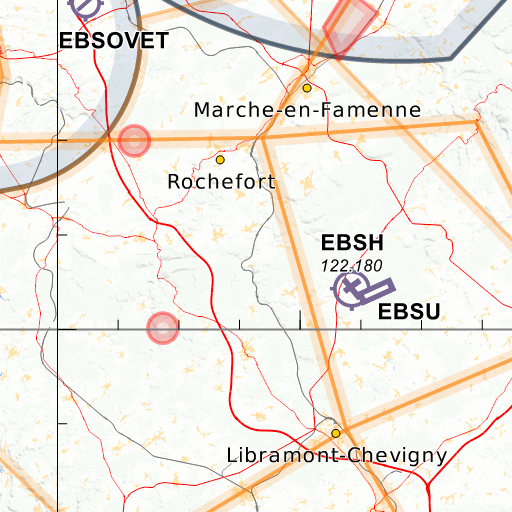 EBSOVET
Marche-en-Famenne
Rochefort
EBSH
122.180
EBSU
Libramont-Chevigny